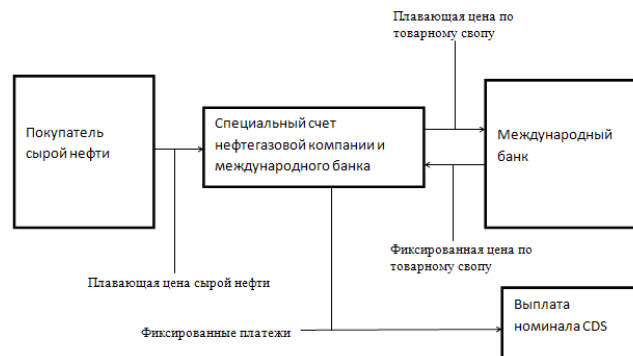 Плавающая цена по
товарному свопу
Покупатель
сырой нефти
Специальный счет
нефтегазовой компании и
международного банка
Международный
банк
Фиксированная цена по
товарному свопу
Плавающая цена сырой нефти
Выплата
номинала CDS
Фиксированные платежи